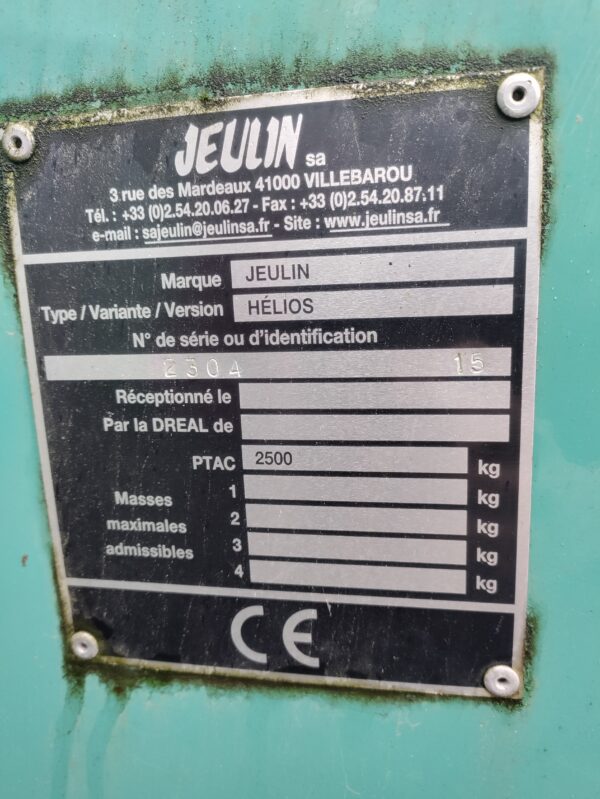 JEULIN sa
3 rue des Mardeaux 41000 VILLEBAROU
Tél. : +33 (0)2.54.20.06.27 - Fax : +33 (0)2.54.20.87.11
e-mail : sajeulin@jeulinsa.fr - Site : www.jeulinsa.fr
Marque JEULIN
Type / Variante / Version HÉLIOS
N° de série ou d'identification
2304 15
Réceptionné le
Par la DREAL de
PTAC 2500 kg
Masses maximales admissibles
1 kg
2 kg
3 kg
4 kg
CE